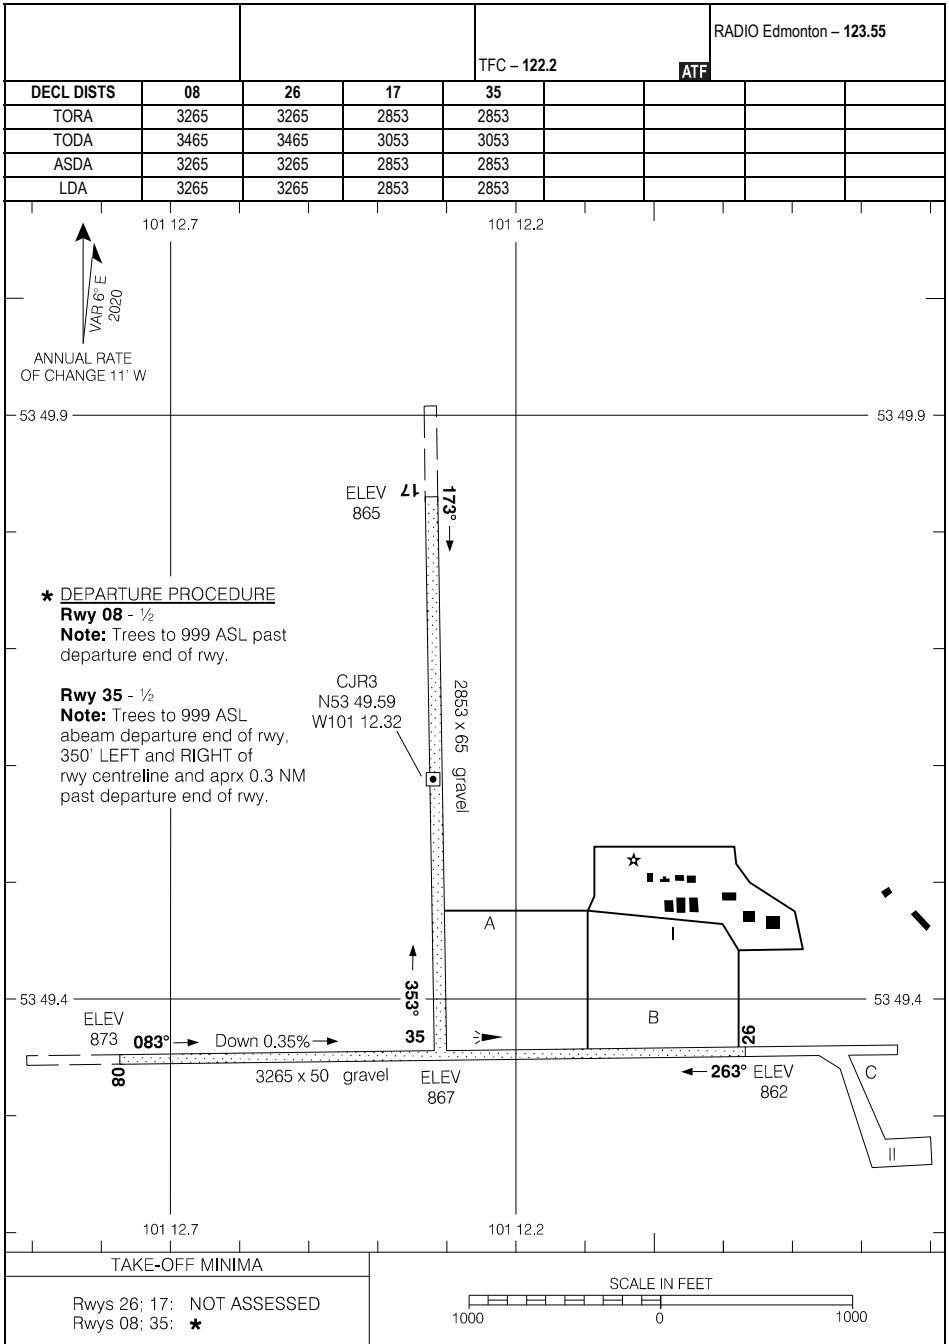 RADIO Edmonton – 123.55
TFC – 122.2
ATF
DECL DISTS 08 26 17 35
TORA 3265 3265 2853 2853
TODA 3465 3465 3053 3053
ASDA 3265 3265 2853 2853
LDA 3265 3265 2853 2853
101 12.7 101 12.2
VAR 6° E
2020
ANNUAL RATE
OF CHANGE 11' W
53 49.9 53 49.9
ELEV
865
17
173°
* DEPARTURE PROCEDURE
Rwy 08 - ½
Note: Trees to 999 ASL past
departure end of rwy.
Rwy 35 - ½
Note: Trees to 999 ASL
abeam departure end of rwy,
350' LEFT and RIGHT of
rwy centreline and aprx 0.3 NM
past departure end of rwy.
CJR3
N53 49.59
W101 12.32
2853 x 65 gravel
A
I
53 49.4 53 49.4
353°
35
B
26
ELEV
873
083°
Down 0.35%
08
3265 x 50 gravel
ELEV
867
263°
ELEV
862
C
II
101 12.7 101 12.2
TAKE-OFF MINIMA
Rwys 26; 17: NOT ASSESSED
Rwys 08; 35: *
SCALE IN FEET
1000 0 1000